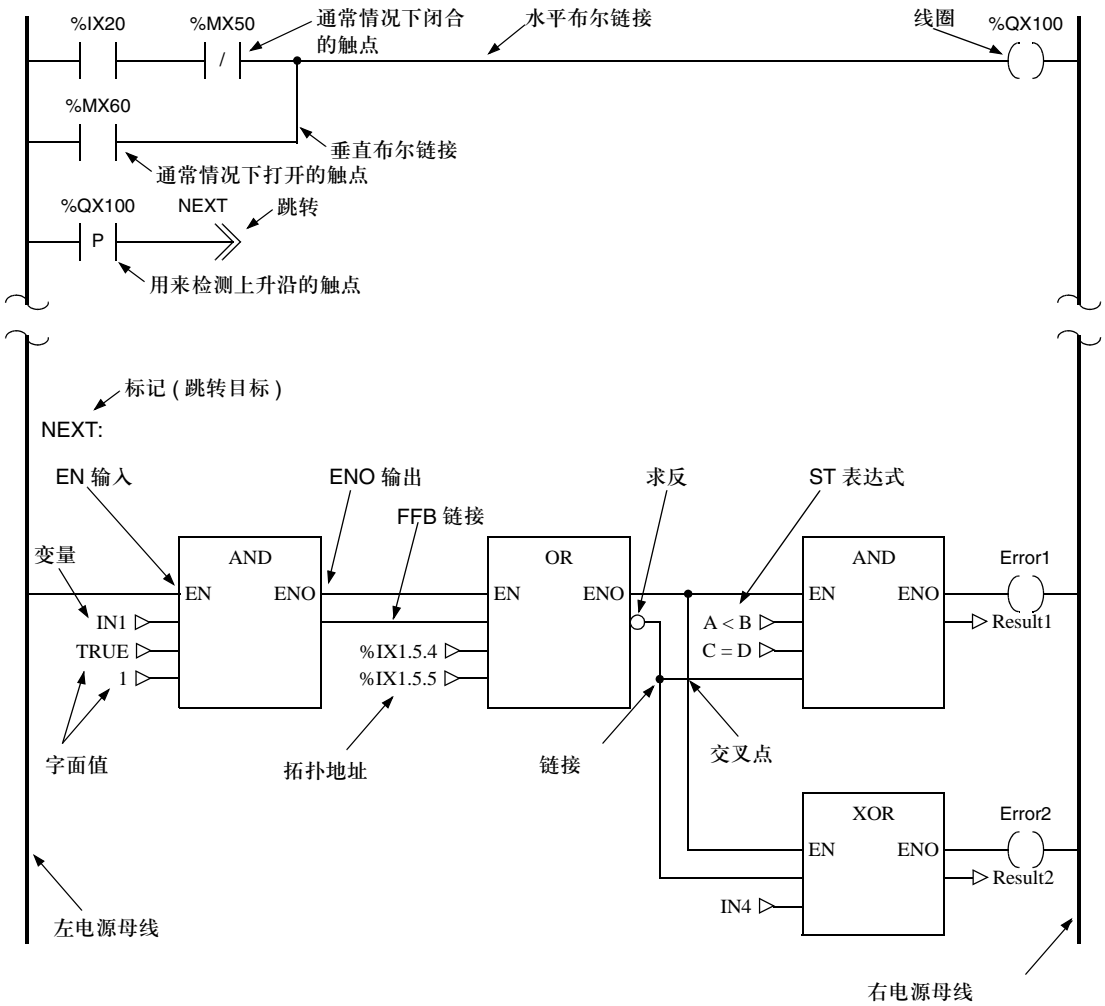 %IX20
%MX50
通常情况下闭合
的触点
水平布尔链接
线圈
%QX100
/
%MX60
垂直布尔链接
通常情况下打开的触点
%QX100
NEXT
跳转
P
用来检测上升沿的触点
标记 ( 跳转目标 )
NEXT:
EN 输入
ENO 输出
求反
ST 表达式
FFB 链接
变量
AND
OR
AND
Error1
EN
ENO
EN
ENO
EN
ENO
IN1
A < B
Result1
TRUE
%IX1.5.4
C = D
1
%IX1.5.5
字面值
拓扑地址
链接
交叉点
XOR
Error2
EN
ENO
Result2
IN4
左电源母线
右电源母线